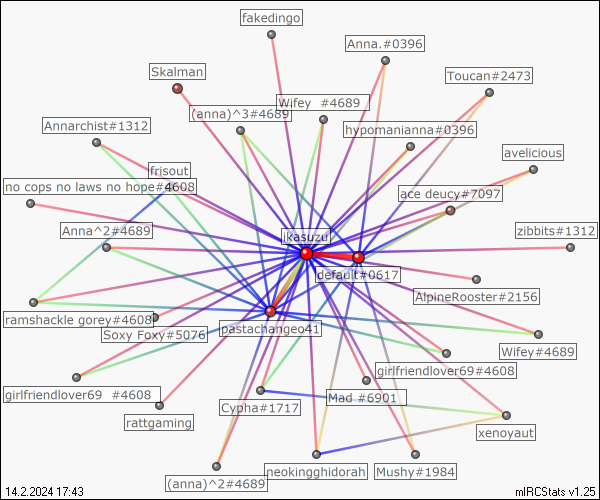 fakedingo
Anna.#0396
Skalman
Toucan#2473
Wifey  #4689
(anna)^3#4689
Annarchist#1312
hypomanianna#0396
avelicious
frisout
no cops no laws no hope#4608
ace deucy#7097
Anna^2#4689
jkasuzu
zibbits#1312
default#0617
AlpineRooster#2156
ramshackle gorey#4608
Soxy Foxy#5076
pastachangeo41
Wifey#4689
girlfriendlover69#4608
girlfriendlover69  #4608
Mad #6901
Cypha#1717
rattgaming
xenoyaut
neokingghidorah
Mushy#1984
(anna)^2#4689
14.2.2024 17:43
mIRCStats v1.25